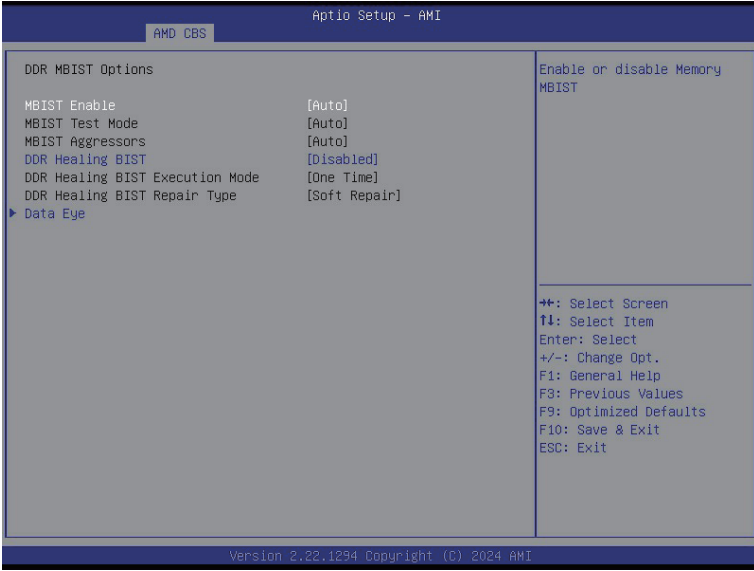 Aptio Setup – AMI
AMD CBS
DDR MBIST Options
MBIST Enable [Auto]
MBIST Test Mode [Auto]
MBIST Aggressors [Auto]
DDR Healing BIST [Disabled]
DDR Healing BIST Execution Mode [One Time]
DDR Healing BIST Repair Type [Soft Repair]
Data Eye
Enable or disable Memory
MBIST
→←: Select Screen
↑↓: Select Item
Enter: Select
+/-: Change Opt.
F1: General Help
F3: Previous Values
F9: Optimized Defaults
F10: Save & Exit
ESC: Exit
Version 2.22.1294 Copyright (C) 2024 AMI